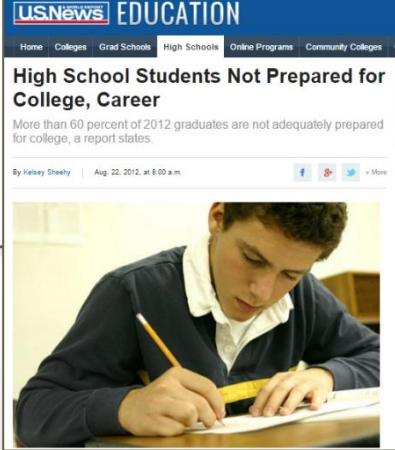 U.S.News & WORLD REPORT EDUCATION
Home Colleges Grad Schools High Schools Online Programs Community Colleges
High School Students Not Prepared for
College, Career
More than 60 percent of 2012 graduates are not adequately prepared
for college, a report states.
By Kelsey Sheehy Aug. 22, 2012, at 8:00 a.m. f g+ + More